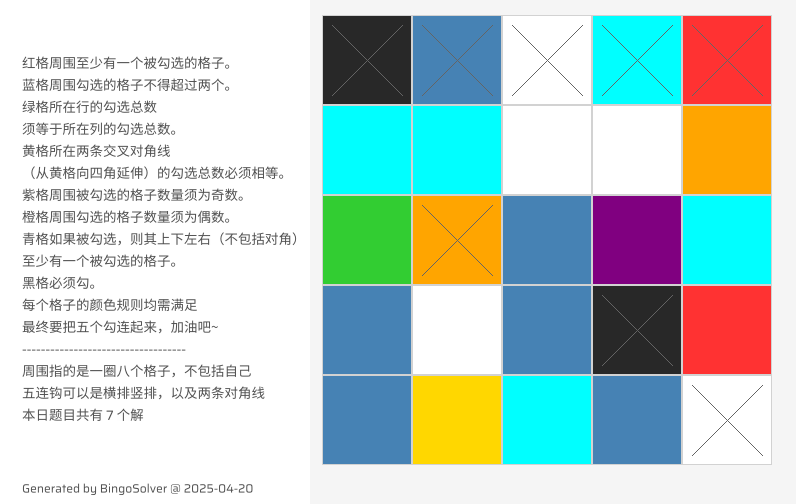 红格周围至少有一个被勾选的格子。
蓝格周围勾选的格子不得超过两个。
绿格所在行的勾选总数
须等于所在列的勾选总数。
黄格所在两条交叉对角线
（从黄格向四角延伸）的勾选总数必须相等。
紫格周围被勾选的格子数量须为奇数。
橙格周围勾选的格子数量须为偶数。
青格如果被勾选，则其上下左右（不包括对角）
至少有一个被勾选的格子。
黑格必须勾。
每个格子的颜色规则均需满足
最终要把五个勾连起来，加油吧~
-----------------------------------
周围指的是一圈八个格子，不包括自己
五连钩可以是横排竖排，以及两条对角线
本日题目共有 7 个解
Generated by BingoSolver @ 2025-04-20